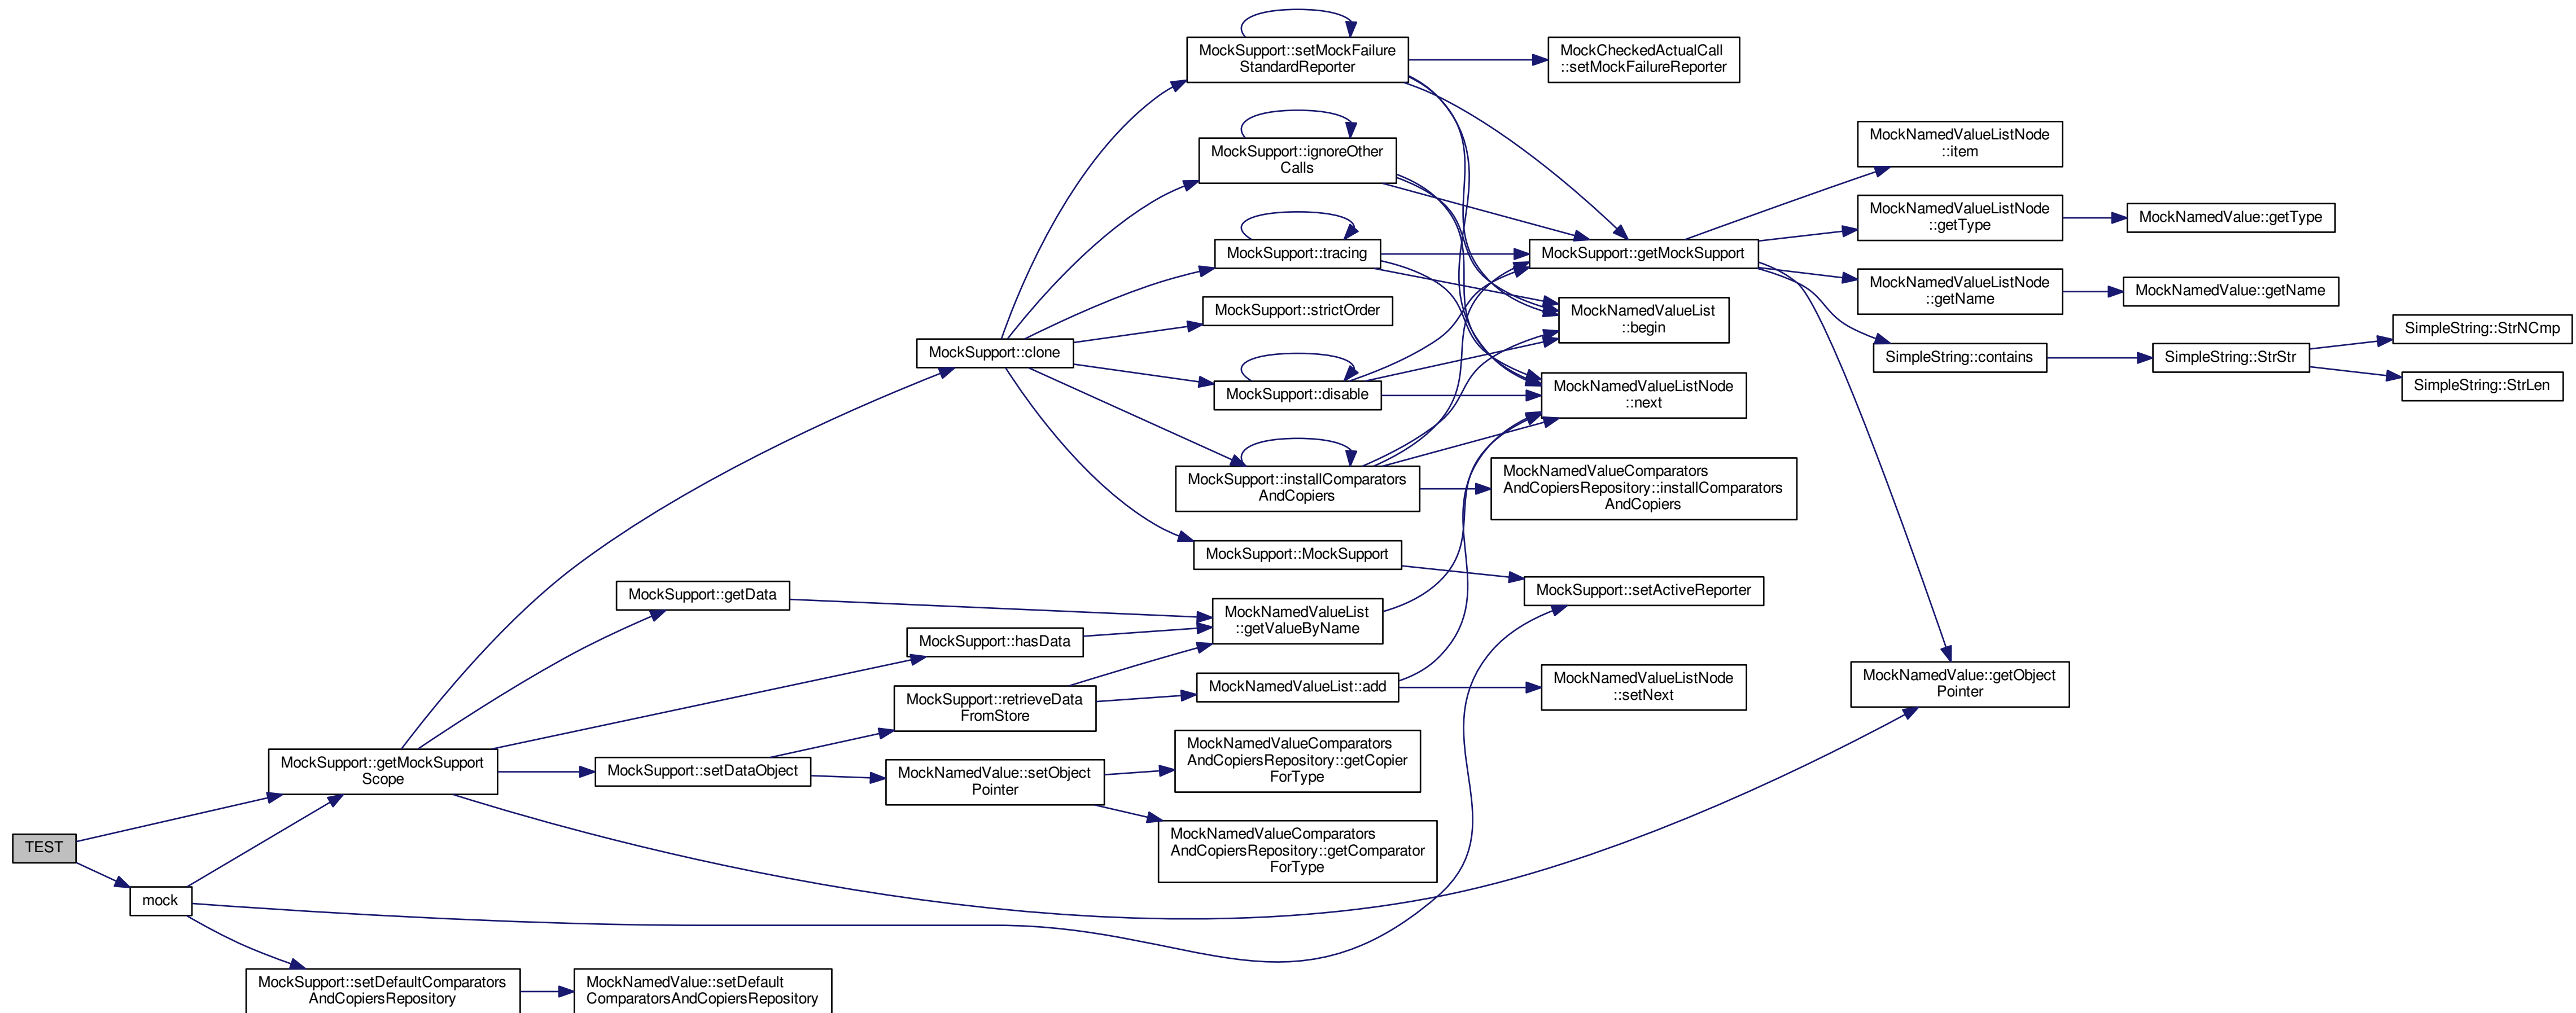 MockSupport::setMockFailure
StandardReporter
MockCheckedActualCall
::setMockFailureReporter
MockSupport::ignoreOther
Calls
MockNamedValueListNode
::item
MockNamedValueListNode
::getType
MockNamedValue::getType
MockSupport::tracing
MockSupport::getMockSupport
MockNamedValueListNode
::getName
MockNamedValue::getName
MockSupport::strictOrder
MockNamedValueList
::begin
MockSupport::clone
SimpleString::contains
SimpleString::StrStr
SimpleString::StrNCmp
SimpleString::StrLen
MockSupport::disable
MockNamedValueListNode
::next
MockSupport::installComparators
AndCopiers
MockNamedValueComparators
AndCopiersRepository::installComparators
AndCopiers
MockSupport::MockSupport
MockSupport::setActiveReporter
MockSupport::getData
MockNamedValueList
::getValueByName
MockSupport::hasData
MockSupport::retrieveData
FromStore
MockNamedValueList::add
MockNamedValueListNode
::setNext
MockNamedValue::getObject
Pointer
MockSupport::getMockSupport
Scope
MockSupport::setDataObject
MockNamedValue::setObject
Pointer
MockNamedValueComparators
AndCopiersRepository::getCopier
ForType
MockNamedValueComparators
AndCopiersRepository::getComparator
ForType
TEST
mock
MockSupport::setDefaultComparators
AndCopiersRepository
MockNamedValue::setDefault
ComparatorsAndCopiersRepository